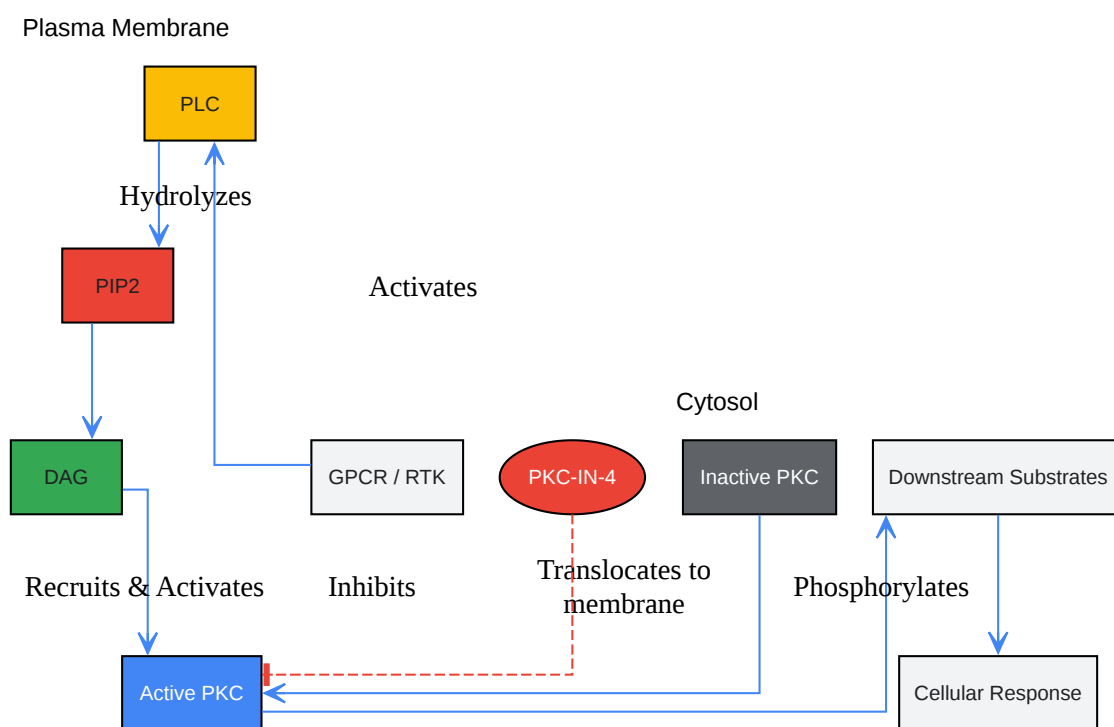 Plasma Membrane
PLC
Hydrolyzes
PIP2
Activates
Cytosol
DAG
GPCR / RTK
PKC-IN-4
Inactive PKC
Downstream Substrates
Recruits & Activates
Inhibits
Translocates to
membrane
Phosphorylates
Active PKC
Cellular Response